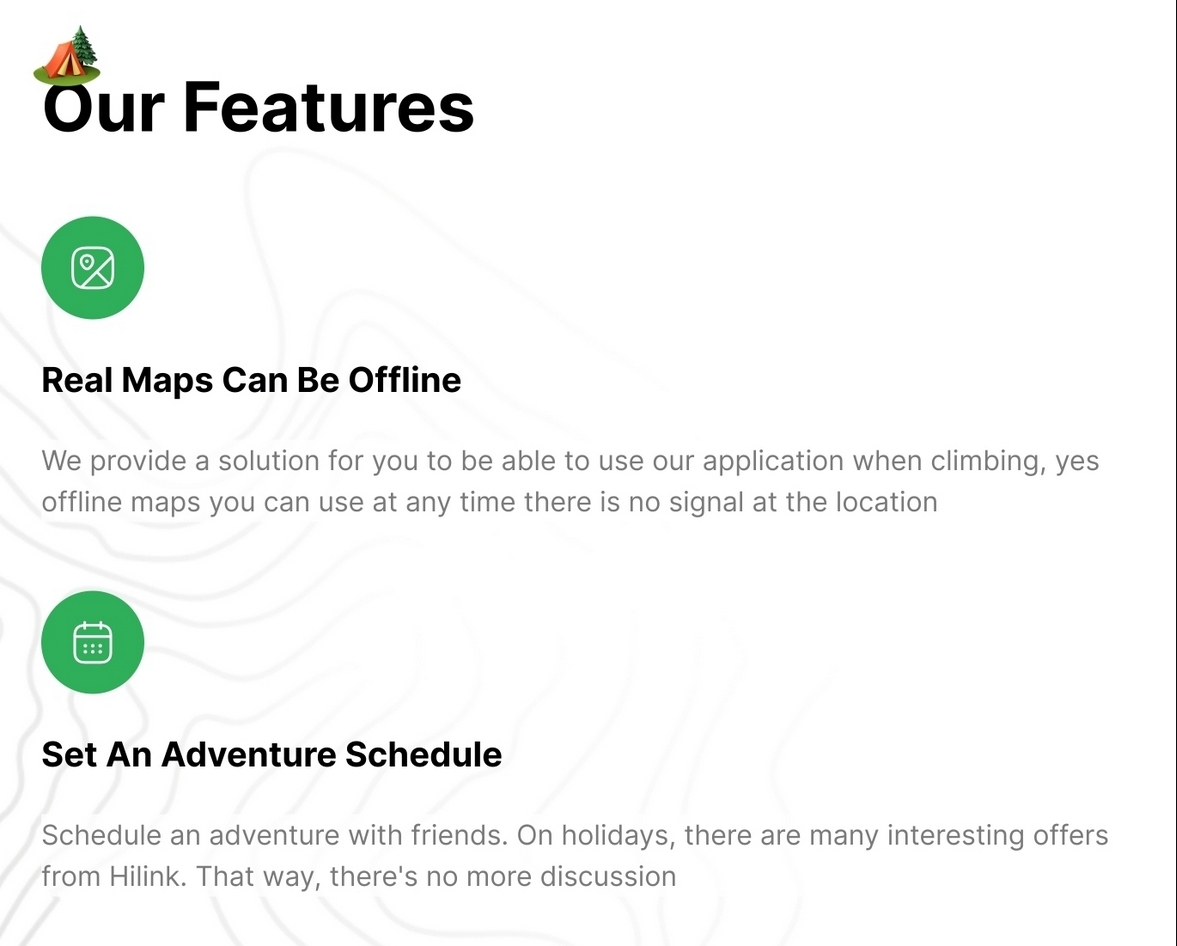 Our Features
Real Maps Can Be Offline
We provide a solution for you to be able to use our application when climbing, yes
offline maps you can use at any time there is no signal at the location
Set An Adventure Schedule
Schedule an adventure with friends. On holidays, there are many interesting offers
from Hilink. That way, there's no more discussion